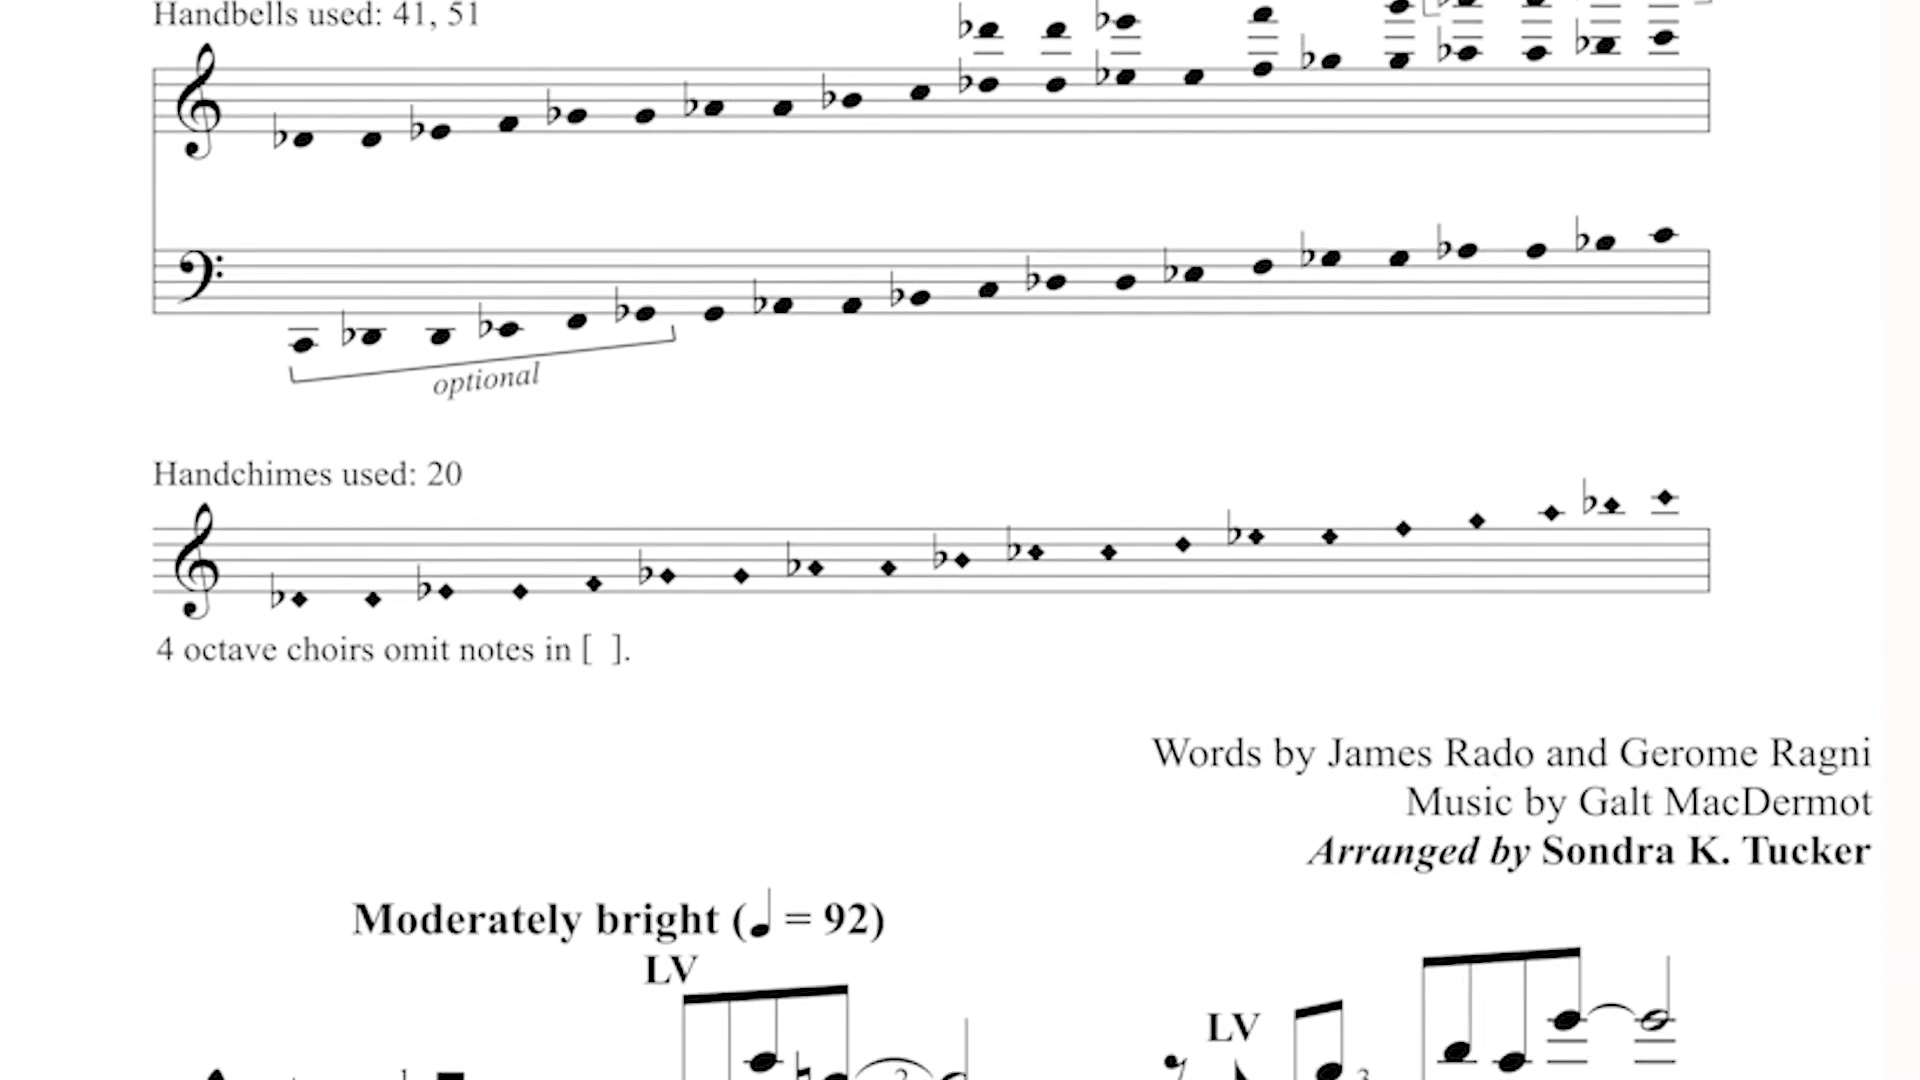 Handbells used: 41, 51
optional
Handchimes used: 20
4 octave choirs omit notes in [ ].
Words by James Rado and Gerome Ragni
Music by Galt MacDermot
Arranged by Sondra K. Tucker
Moderately bright (♩ = 92)
LV
LV